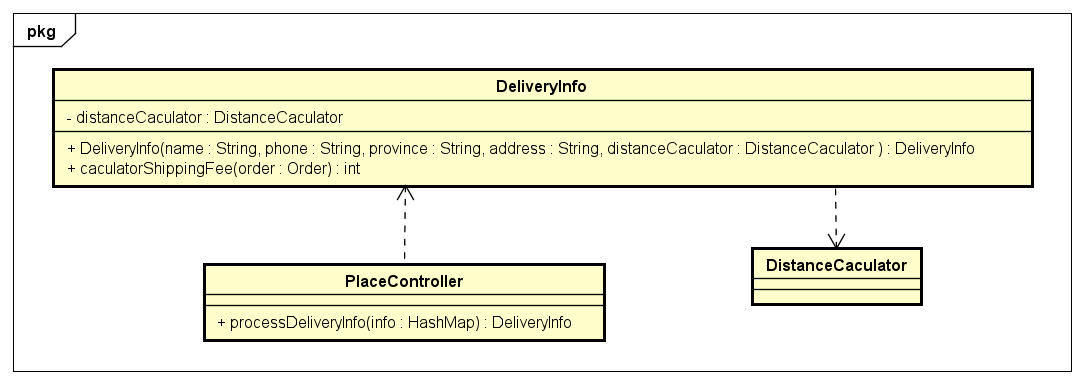 pkg
DeliveryInfo
- distanceCaculator : DistanceCaculator
+ DeliveryInfo(name : String, phone : String, province : String, address : String, distanceCaculator : DistanceCaculator ) : DeliveryInfo
+ caculatorShippingFee(order : Order) : int
DistanceCaculator
PlaceController
+ processDeliveryInfo(info : HashMap) : DeliveryInfo